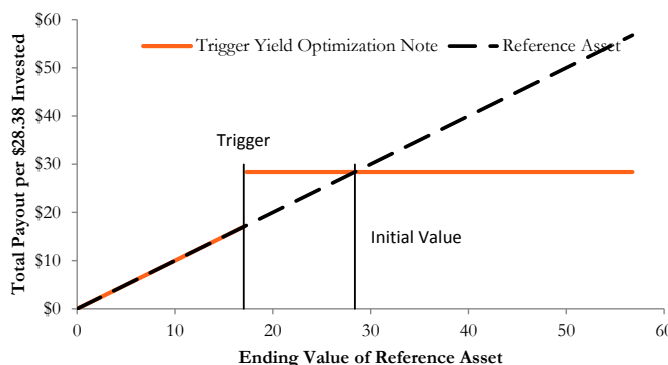 $60
Trigger Yield Optimization Note
Reference Asset
$50
$40
$30
$20
$10
$0
Total Payout per $28.38 Invested
Trigger
Initial Value
0 10 20 30 40 50 60
Ending Value of Reference Asset